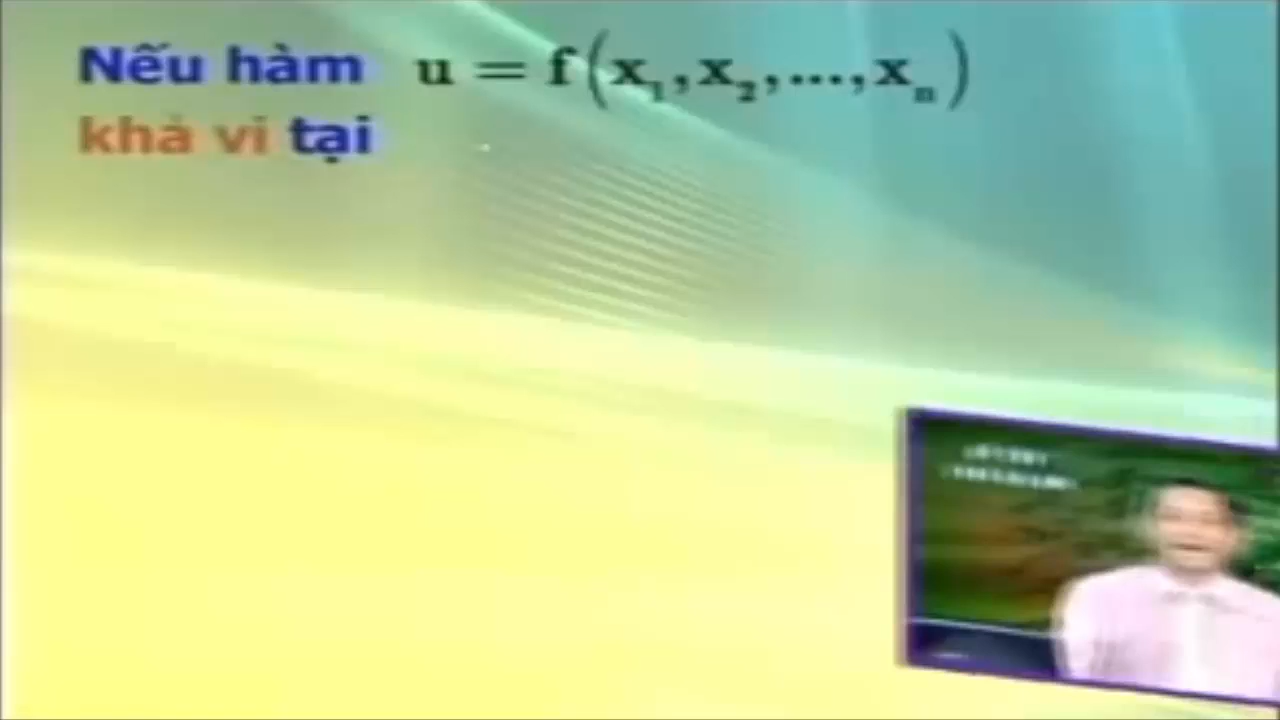 Nếu hàm u = f(x₁, x₂, ..., xₙ)
khả vi tại